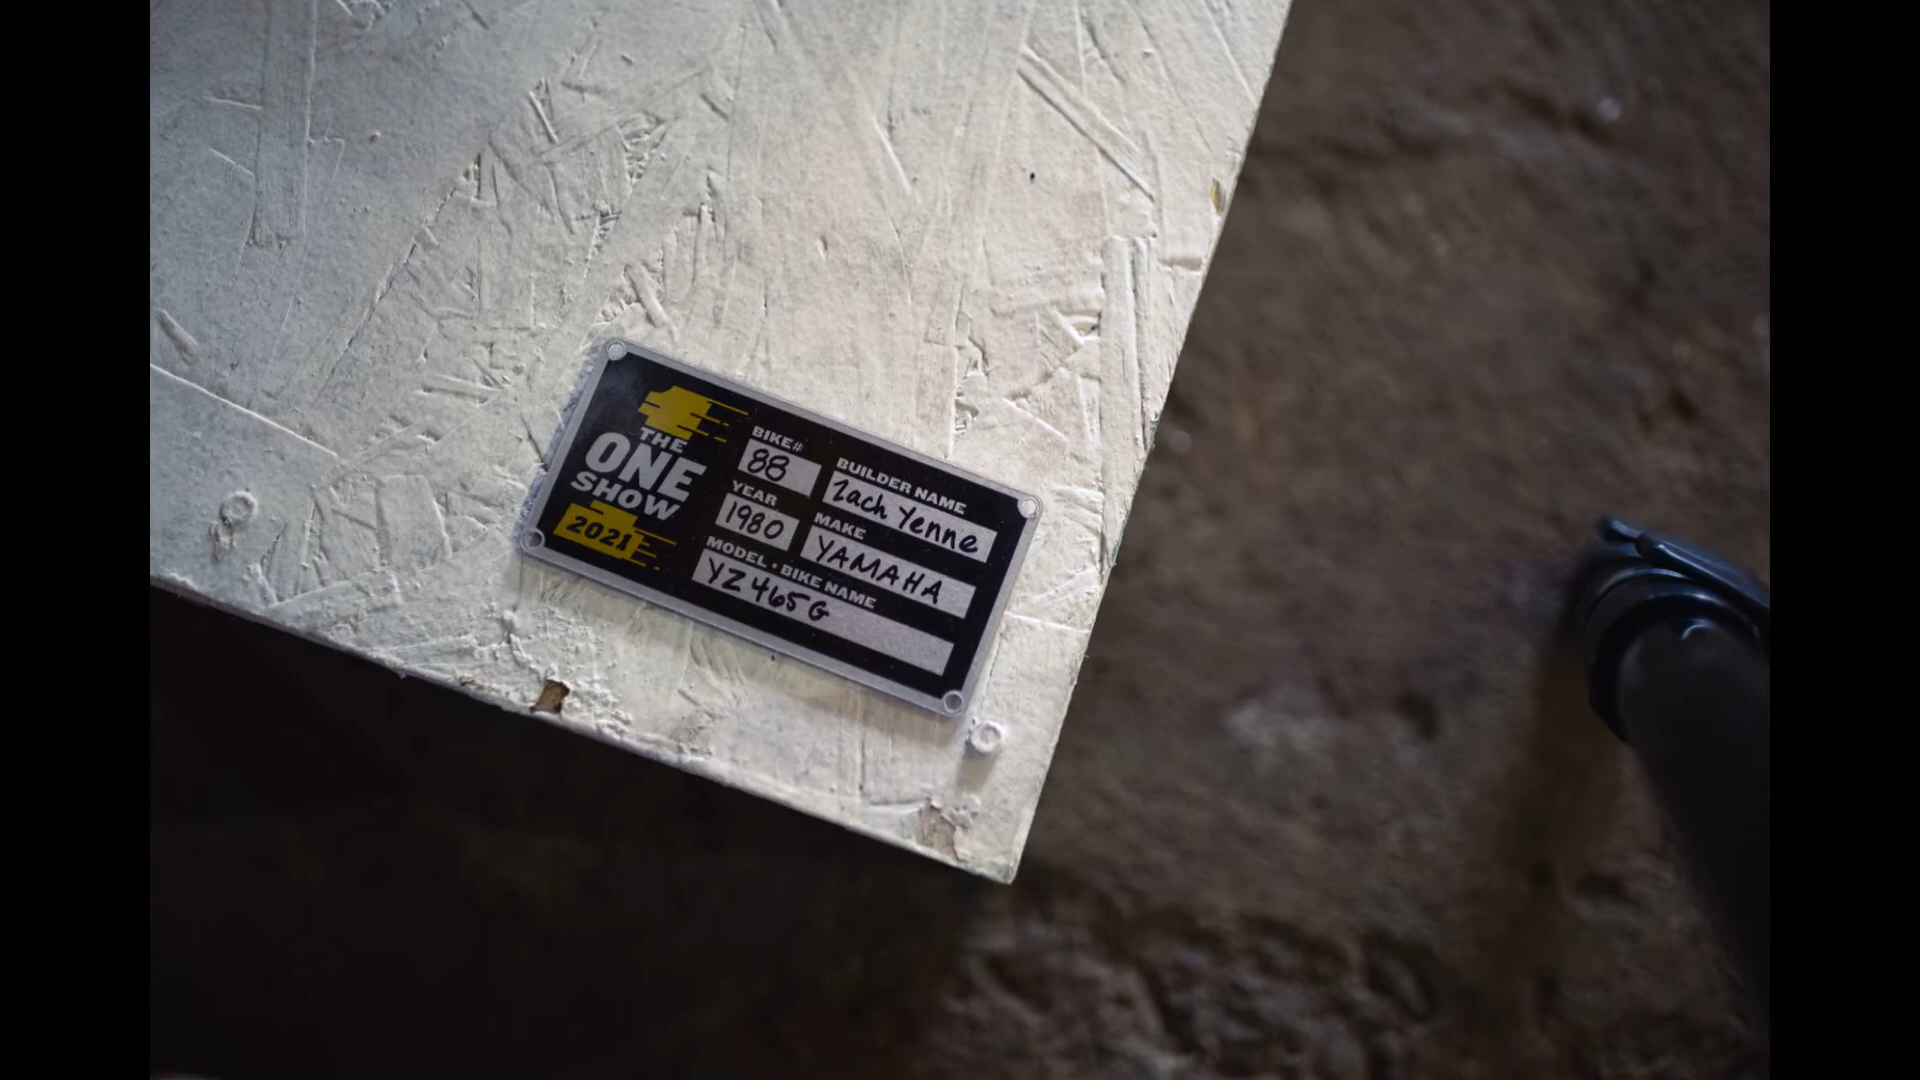 THE
ONE
SHOW
2021
BIKE#
88
BUILDER NAME
Zach Yenne
YEAR
1980
MAKE
YAMAHA
MODEL • BIKE NAME
YZ465G